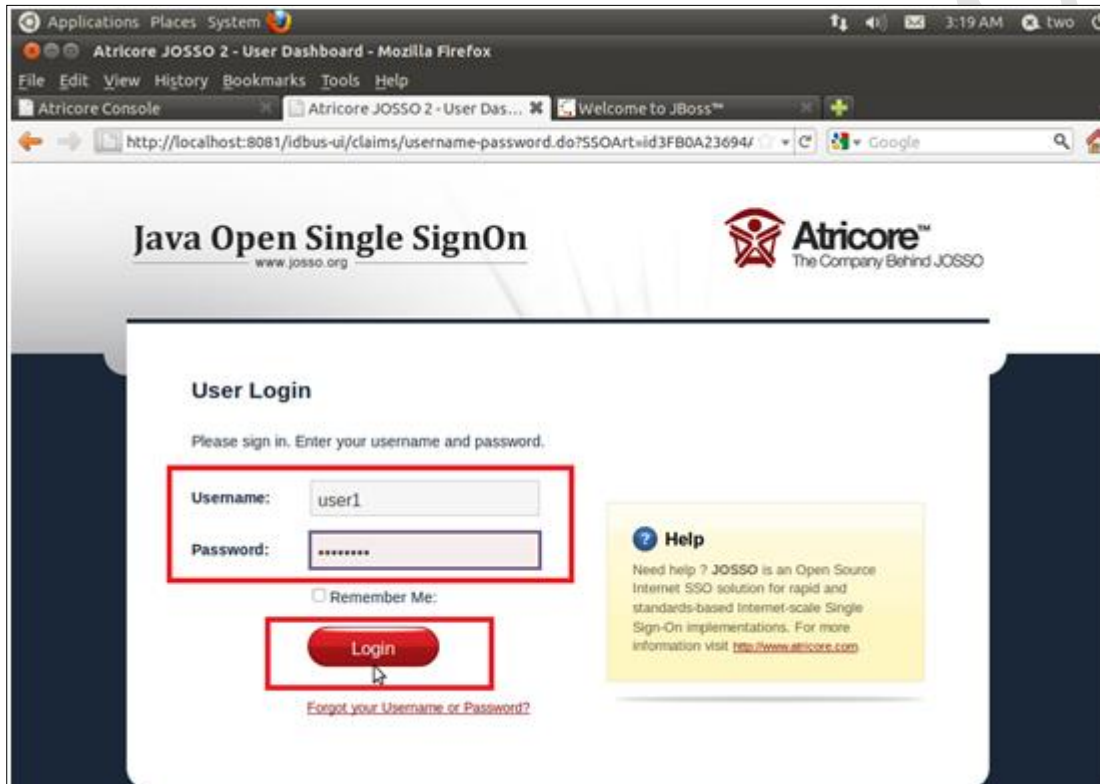 Applications Places System
3:19 AM
two
Atricore JOSSO 2 - User Dashboard - Mozilla Firefox
File Edit View History Bookmarks Tools Help
Atricore Console
Atricore JOSSO 2 - User Das...
Welcome to JBoss™
http://localhost:8081/idbus-ui/claims/username-password.do?SSOArt=id3FB0A23694
Google
Java Open Single SignOn
www.josso.org
Atricore™
The Company Behind JOSSO
User Login
Please sign in. Enter your username and password.
Username:
user1
Password:
••••••••
Remember Me:
Login
Forgot your Username or Password?
Help
Need help ? JOSSO is an Open Source
Internet SSO solution for rapid and
standards-based Internet-scale Single
Sign-On implementations. For more
information visit http://www.atricore.com